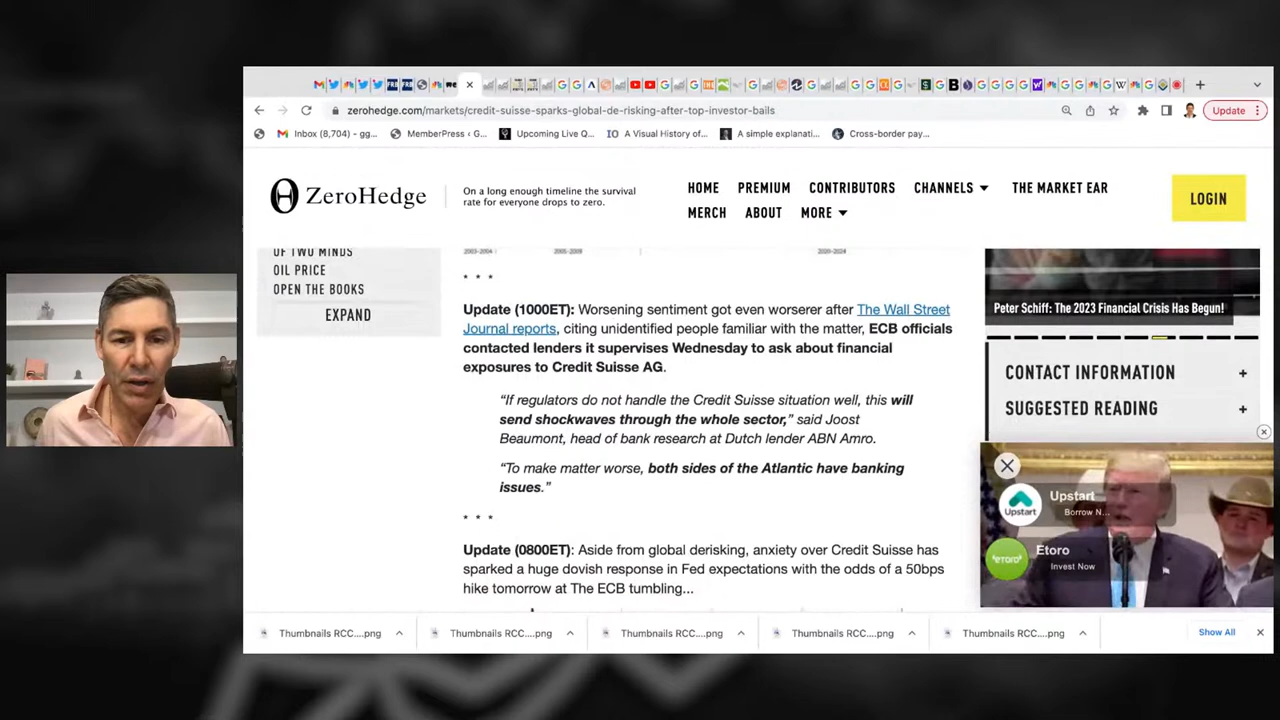 zerohedge.com/markets/credit-suisse-sparks-global-de-risking-after-top-investor-bails
Update
Inbox (8,704) – gg...
MemberPress ‹ G...
Upcoming Live Q...
IO
A Visual History of...
A simple explanati...
Cross-border pay...
ZeroHedge
On a long enough timeline the survival
rate for everyone drops to zero.
HOME
PREMIUM
CONTRIBUTORS
CHANNELS
THE MARKET EAR
MERCH
ABOUT
MORE
LOGIN
OF TWO MINDS
OIL PRICE
OPEN THE BOOKS
EXPAND
* * *
Update (1000ET): Worsening sentiment got even worserer after The Wall Street
Journal reports, citing unidentified people familiar with the matter, ECB officials
contacted lenders it supervises Wednesday to ask about financial
exposures to Credit Suisse AG.
“If regulators do not handle the Credit Suisse situation well, this will
send shockwaves through the whole sector,” said Joost
Beaumont, head of bank research at Dutch lender ABN Amro.
“To make matter worse, both sides of the Atlantic have banking
issues.”
* * *
Update (0800ET): Aside from global derisking, anxiety over Credit Suisse has
sparked a huge dovish response in Fed expectations with the odds of a 50bps
hike tomorrow at The ECB tumbling...
Peter Schiff: The 2023 Financial Crisis Has Begun!
CONTACT INFORMATION +
SUGGESTED READING +
Upstart
Upstart
Borrow N...
etoro
Etoro
Invest Now
Thumbnails RCC....png
Thumbnails RCC....png
Thumbnails RCC....png
Thumbnails RCC....png
Thumbnails RCC....png
Show All